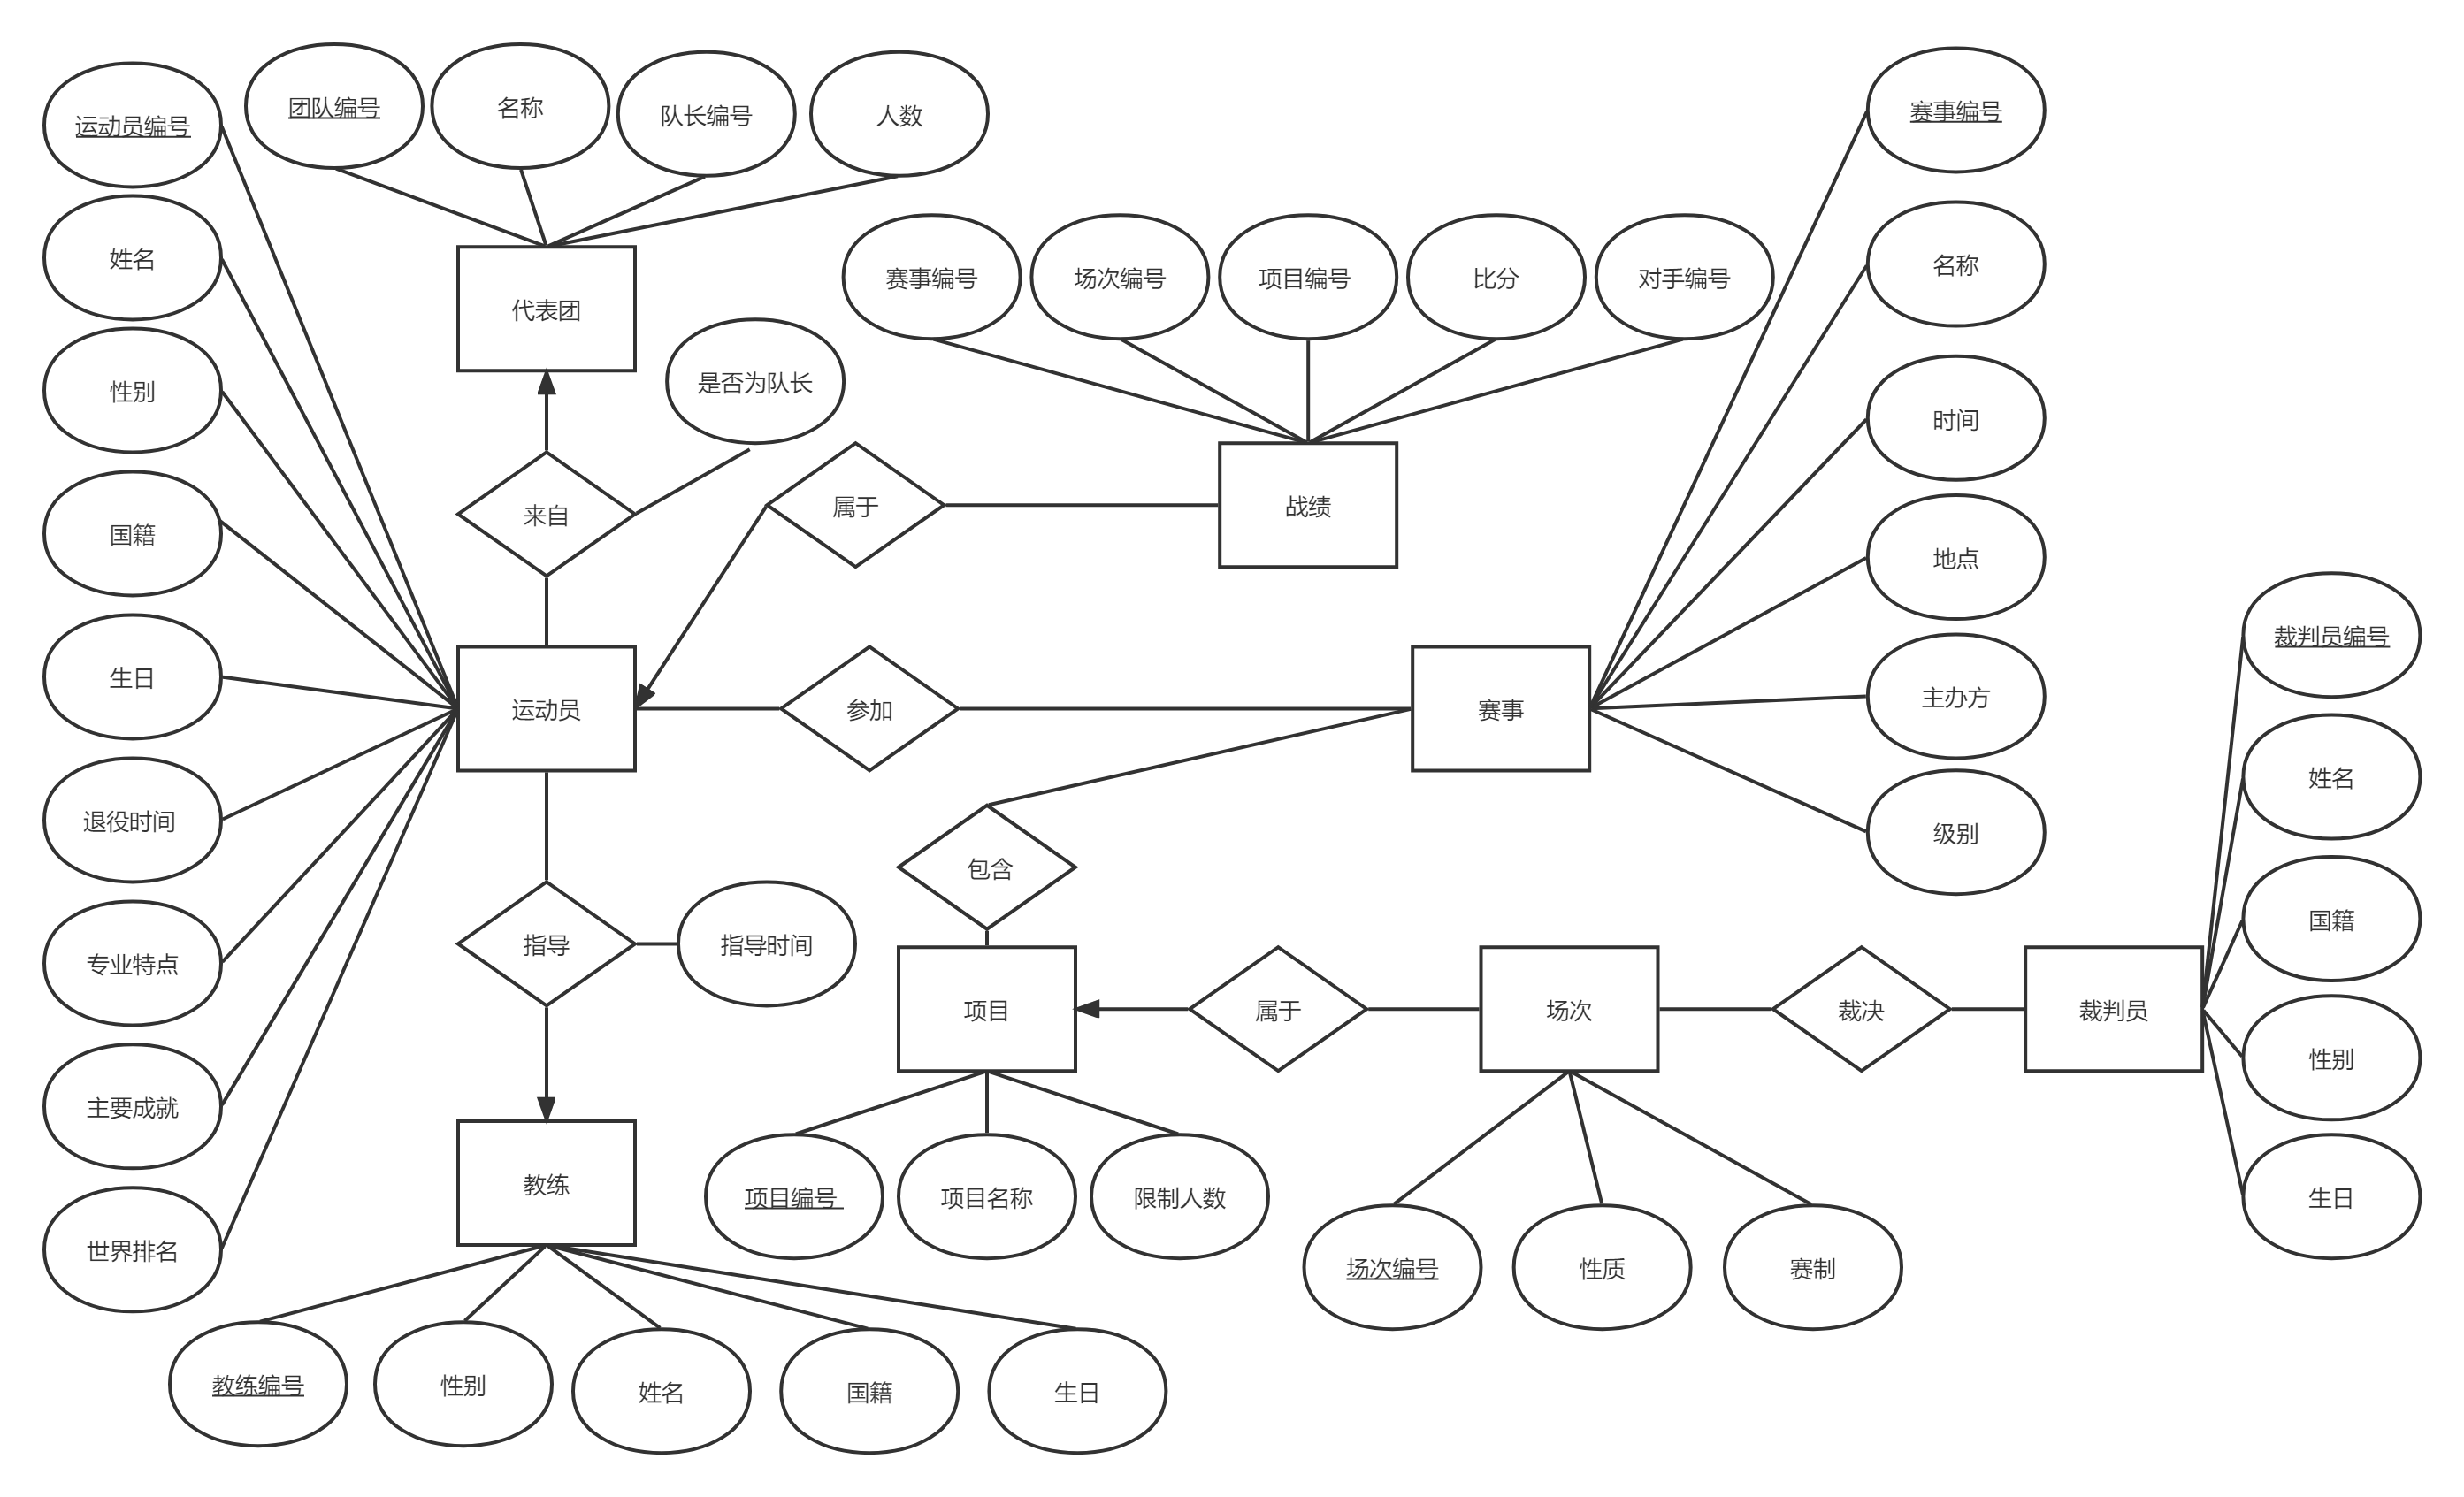 运动员编号
团队编号
名称
队长编号
人数
赛事编号
姓名
名称
赛事编号
场次编号
项目编号
比分
对手编号
代表团
是否为队长
性别
时间
来自
属于
战绩
国籍
地点
裁判员编号
生日
运动员
参加
赛事
主办方
姓名
退役时间
级别
包含
国籍
指导
指导时间
专业特点
项目
属于
场次
裁决
裁判员
性别
主要成就
教练
项目编号
项目名称
限制人数
生日
世界排名
场次编号
性质
赛制
教练编号
性别
姓名
国籍
生日